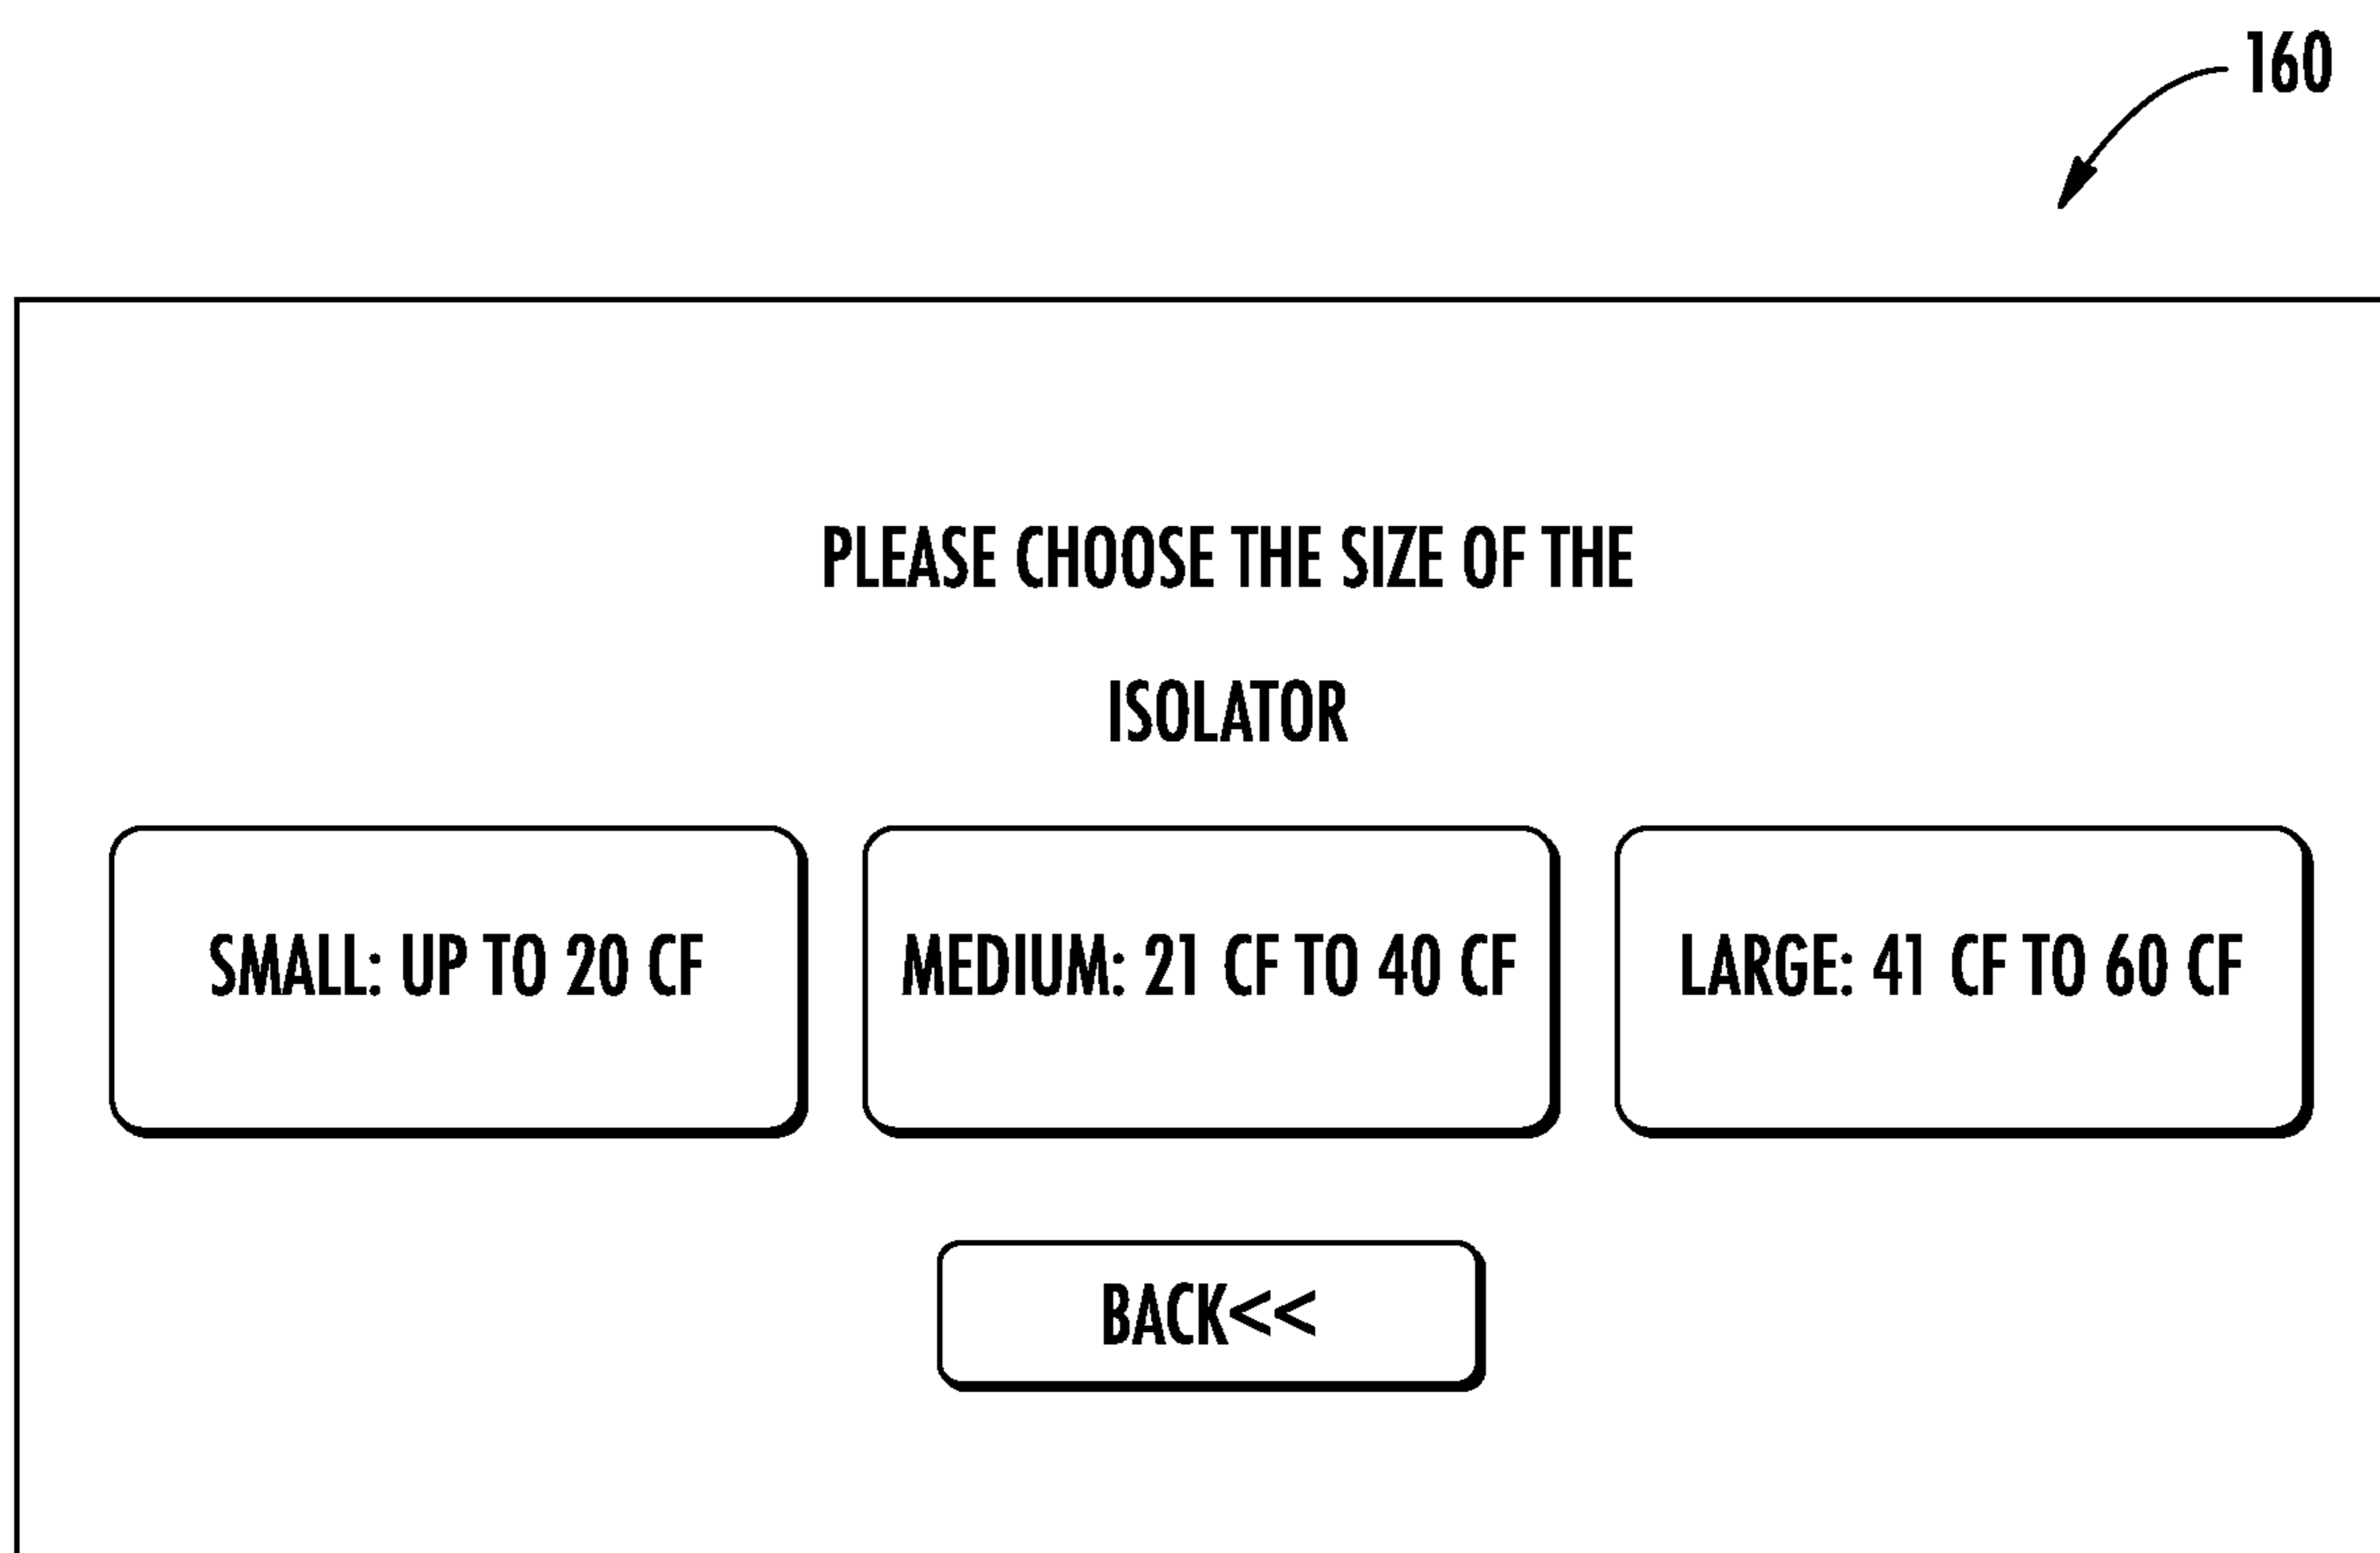 160
PLEASE CHOOSE THE SIZE OF THE
ISOLATOR
SMALL: UP TO 20 CF
MEDIUM: 21 CF TO 40 CF
LARGE: 41 CF TO 60 CF
BACK<<